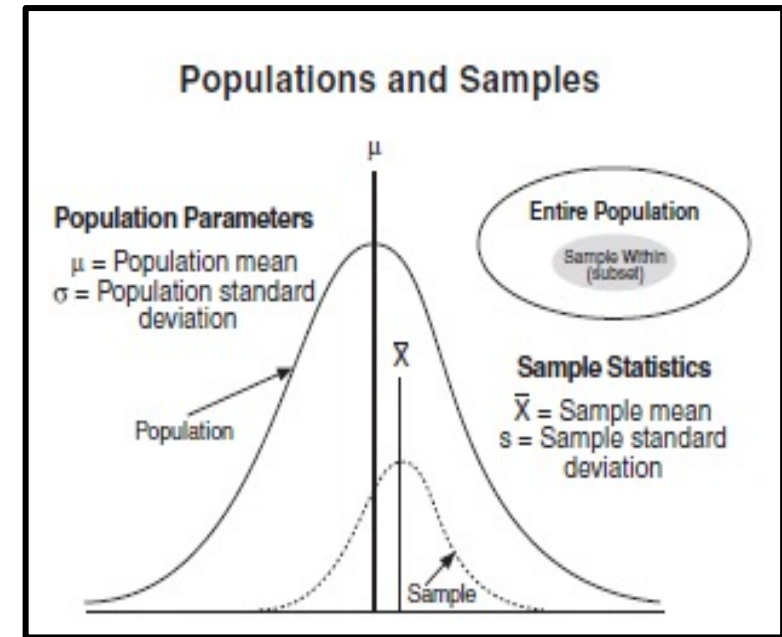 Populations and Samples
μ
Population Parameters
μ = Population mean
σ = Population standard
deviation
Population
Entire Population
Sample Within
(subset)
X̅
Sample Statistics
X̅ = Sample mean
s = Sample standard
deviation
Sample